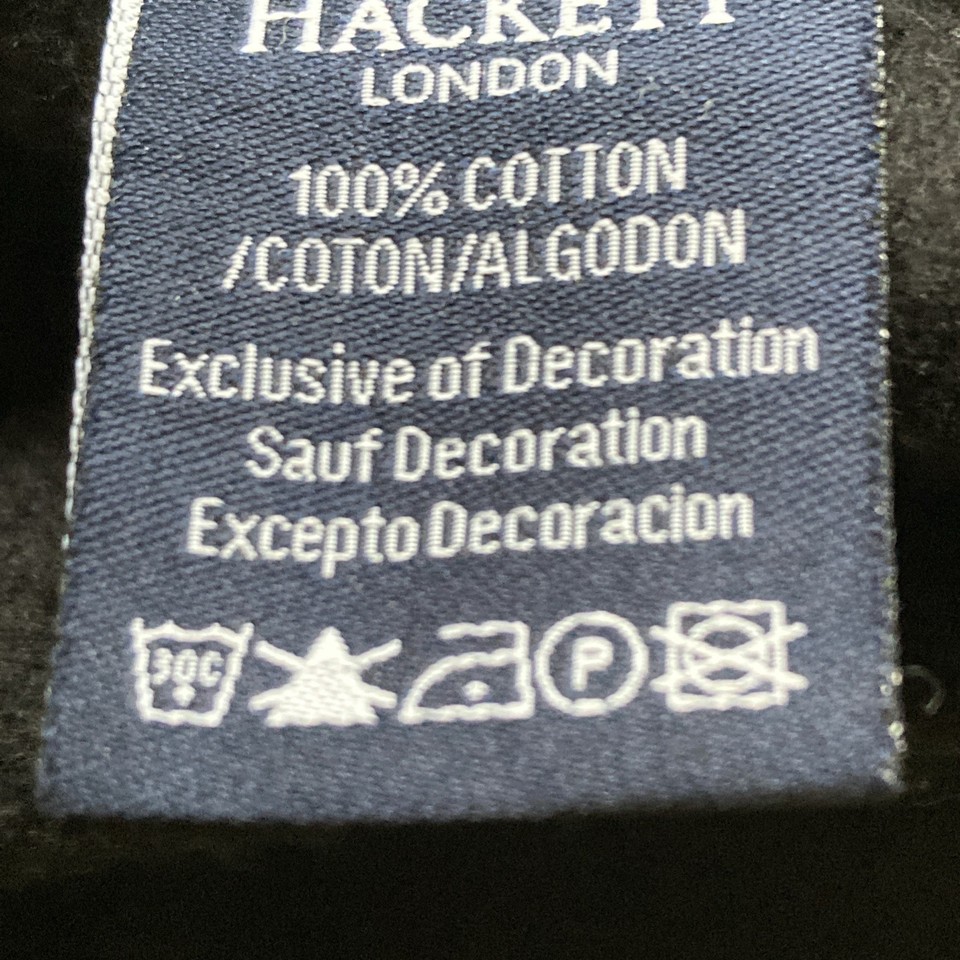 HACKETT
LONDON
100% COTTON
/COTON/ALGODON
Exclusive of Decoration
Sauf Decoration
Excepto Decoracion
30C
P